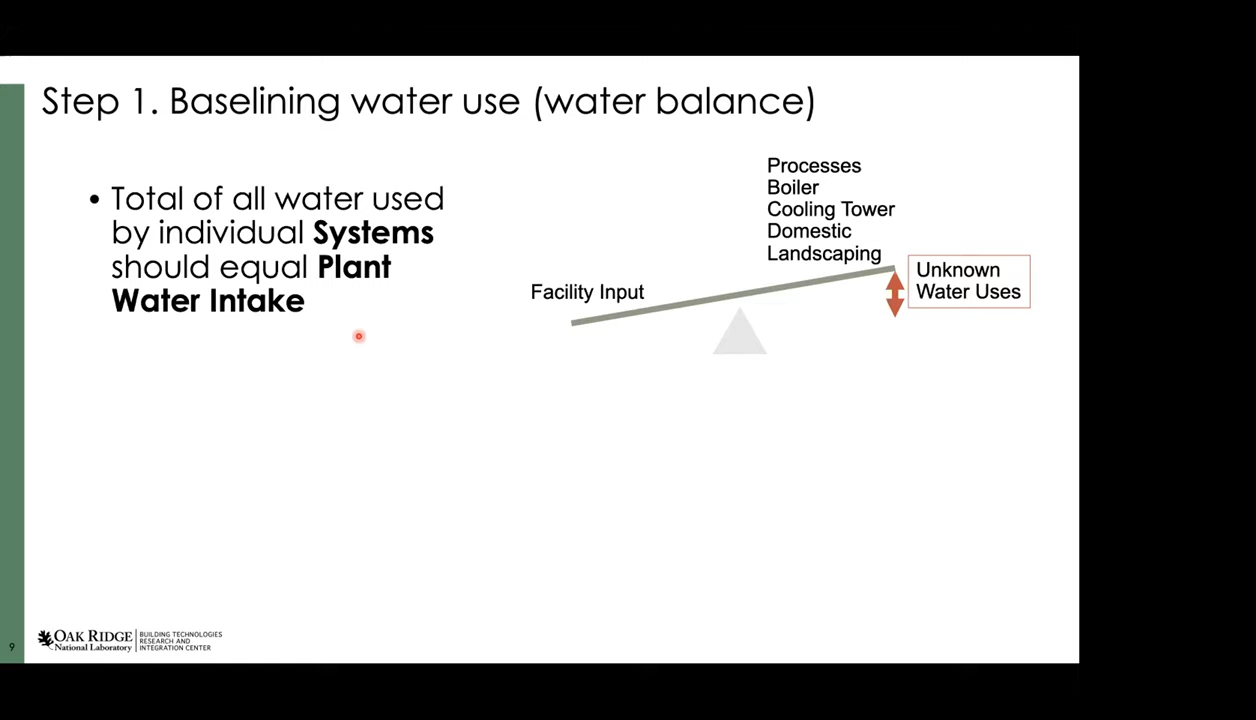 Step 1. Baselining water use (water balance)
• Total of all water used
by individual Systems
should equal Plant
Water Intake
Processes
Boiler
Cooling Tower
Domestic
Landscaping
Facility Input
Unknown
Water Uses
9
OAK RIDGE
National Laboratory
BUILDING TECHNOLOGIES
RESEARCH AND
INTEGRATION CENTER